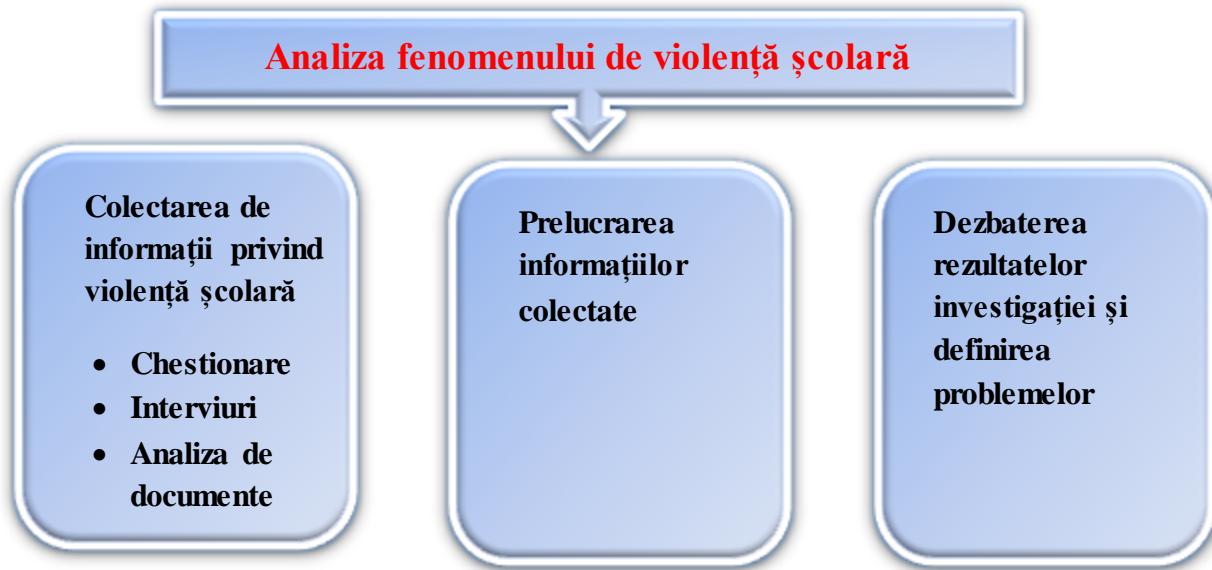 Analiza fenomenului de violență școlară
Colectarea de
informații privind
violență școlară
• Chestionare
• Interviuri
• Analiza de
documente
Prelucrarea
informațiilor
colectate
Dezbaterea
rezultatelor
investigației și
definirea
problemelor